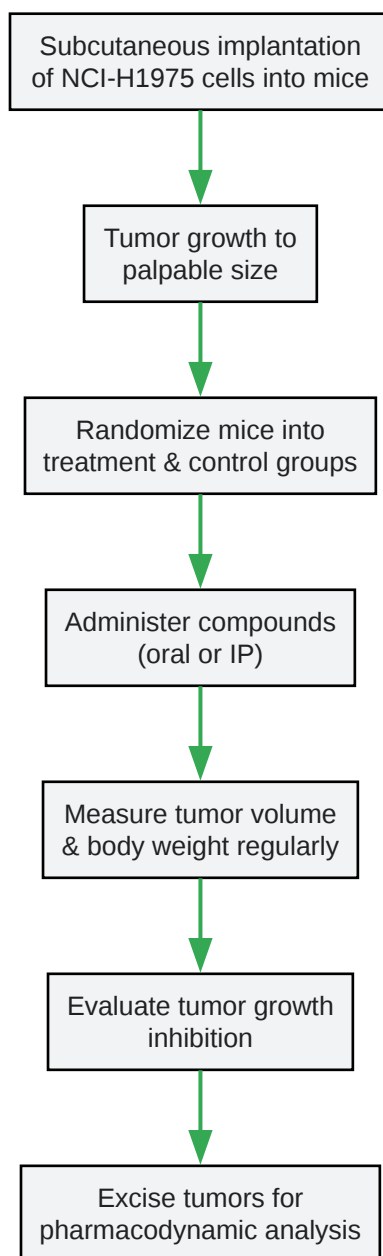 Subcutaneous implantation
of NCI-H1975 cells into mice
Tumor growth to
palpable size
Randomize mice into
treatment & control groups
Administer compounds
(oral or IP)
Measure tumor volume
& body weight regularly
Evaluate tumor growth
inhibition
Excise tumors for
pharmacodynamic analysis